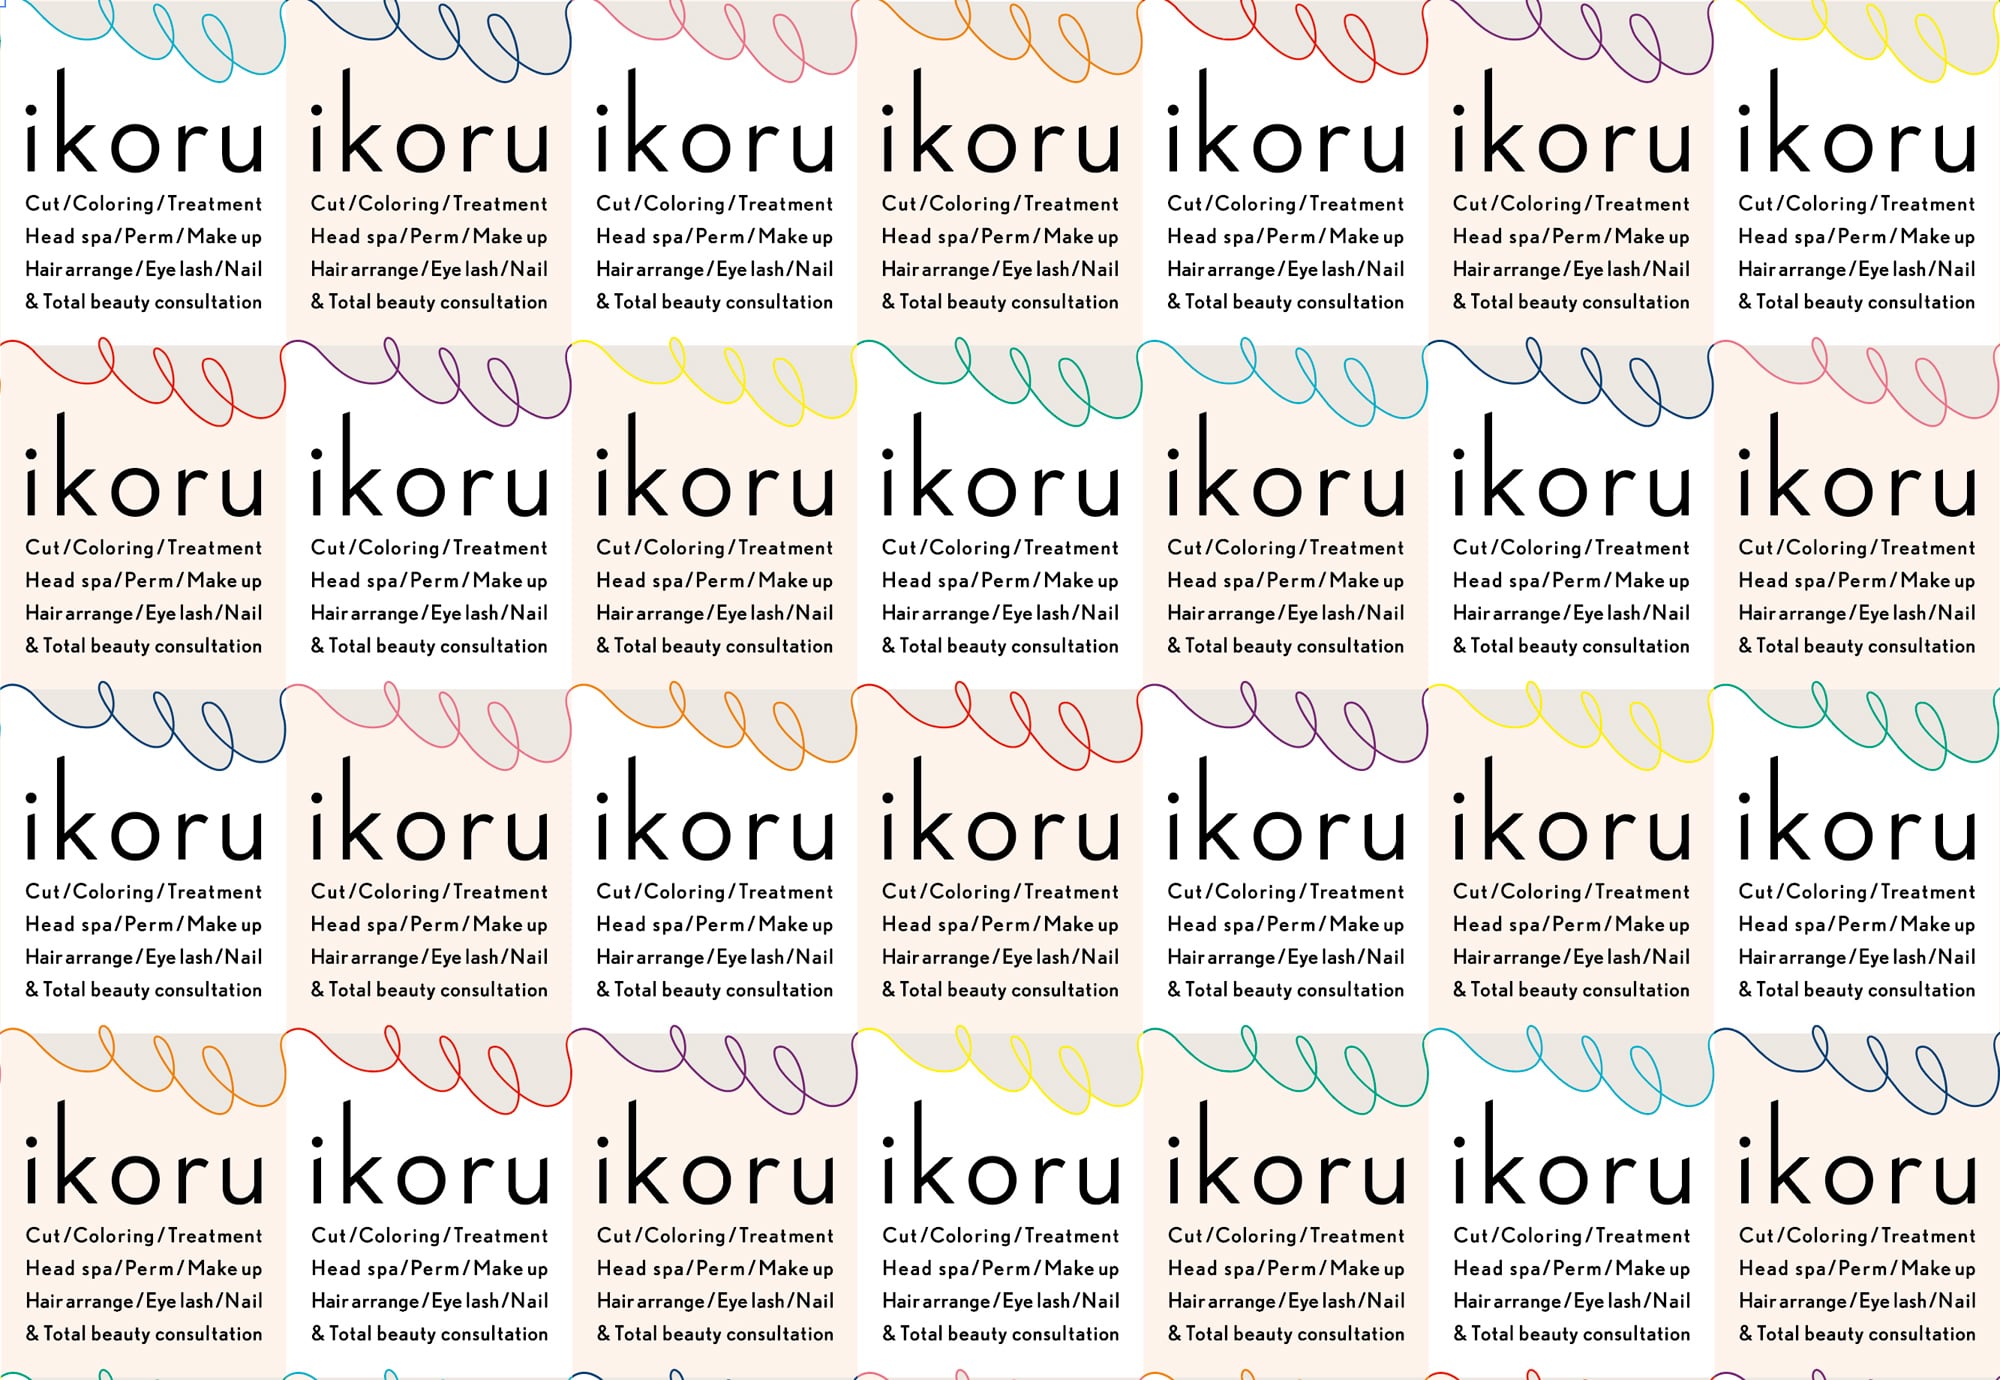 ikoru
Cut/Coloring/Treatment
Head spa/Perm/Make up
Hair arrange/Eye lash/Nail
& Total beauty consultation
ikoru
Cut/Coloring/Treatment
Head spa/Perm/Make up
Hair arrange/Eye lash/Nail
& Total beauty consultation
ikoru
Cut/Coloring/Treatment
Head spa/Perm/Make up
Hair arrange/Eye lash/Nail
& Total beauty consultation
ikoru
Cut/Coloring/Treatment
Head spa/Perm/Make up
Hair arrange/Eye lash/Nail
& Total beauty consultation
ikoru
Cut/Coloring/Treatment
Head spa/Perm/Make up
Hair arrange/Eye lash/Nail
& Total beauty consultation
ikoru
Cut/Coloring/Treatment
Head spa/Perm/Make up
Hair arrange/Eye lash/Nail
& Total beauty consultation
ikoru
Cut/Coloring/Treatment
Head spa/Perm/Make up
Hair arrange/Eye lash/Nail
& Total beauty consultation
ikoru
Cut/Coloring/Treatment
Head spa/Perm/Make up
Hair arrange/Eye lash/Nail
& Total beauty consultation
ikoru
Cut/Coloring/Treatment
Head spa/Perm/Make up
Hair arrange/Eye lash/Nail
& Total beauty consultation
ikoru
Cut/Coloring/Treatment
Head spa/Perm/Make up
Hair arrange/Eye lash/Nail
& Total beauty consultation
ikoru
Cut/Coloring/Treatment
Head spa/Perm/Make up
Hair arrange/Eye lash/Nail
& Total beauty consultation
ikoru
Cut/Coloring/Treatment
Head spa/Perm/Make up
Hair arrange/Eye lash/Nail
& Total beauty consultation
ikoru
Cut/Coloring/Treatment
Head spa/Perm/Make up
Hair arrange/Eye lash/Nail
& Total beauty consultation
ikoru
Cut/Coloring/Treatment
Head spa/Perm/Make up
Hair arrange/Eye lash/Nail
& Total beauty consultation
ikoru
Cut/Coloring/Treatment
Head spa/Perm/Make up
Hair arrange/Eye lash/Nail
& Total beauty consultation
ikoru
Cut/Coloring/Treatment
Head spa/Perm/Make up
Hair arrange/Eye lash/Nail
& Total beauty consultation
ikoru
Cut/Coloring/Treatment
Head spa/Perm/Make up
Hair arrange/Eye lash/Nail
& Total beauty consultation
ikoru
Cut/Coloring/Treatment
Head spa/Perm/Make up
Hair arrange/Eye lash/Nail
& Total beauty consultation
ikoru
Cut/Coloring/Treatment
Head spa/Perm/Make up
Hair arrange/Eye lash/Nail
& Total beauty consultation
ikoru
Cut/Coloring/Treatment
Head spa/Perm/Make up
Hair arrange/Eye lash/Nail
& Total beauty consultation
ikoru
Cut/Coloring/Treatment
Head spa/Perm/Make up
Hair arrange/Eye lash/Nail
& Total beauty consultation
ikoru
Cut/Coloring/Treatment
Head spa/Perm/Make up
Hair arrange/Eye lash/Nail
& Total beauty consultation
ikoru
Cut/Coloring/Treatment
Head spa/Perm/Make up
Hair arrange/Eye lash/Nail
& Total beauty consultation
ikoru
Cut/Coloring/Treatment
Head spa/Perm/Make up
Hair arrange/Eye lash/Nail
& Total beauty consultation
ikoru
Cut/Coloring/Treatment
Head spa/Perm/Make up
Hair arrange/Eye lash/Nail
& Total beauty consultation
ikoru
Cut/Coloring/Treatment
Head spa/Perm/Make up
Hair arrange/Eye lash/Nail
& Total beauty consultation
ikoru
Cut/Coloring/Treatment
Head spa/Perm/Make up
Hair arrange/Eye lash/Nail
& Total beauty consultation
ikoru
Cut/Coloring/Treatment
Head spa/Perm/Make up
Hair arrange/Eye lash/Nail
& Total beauty consultation